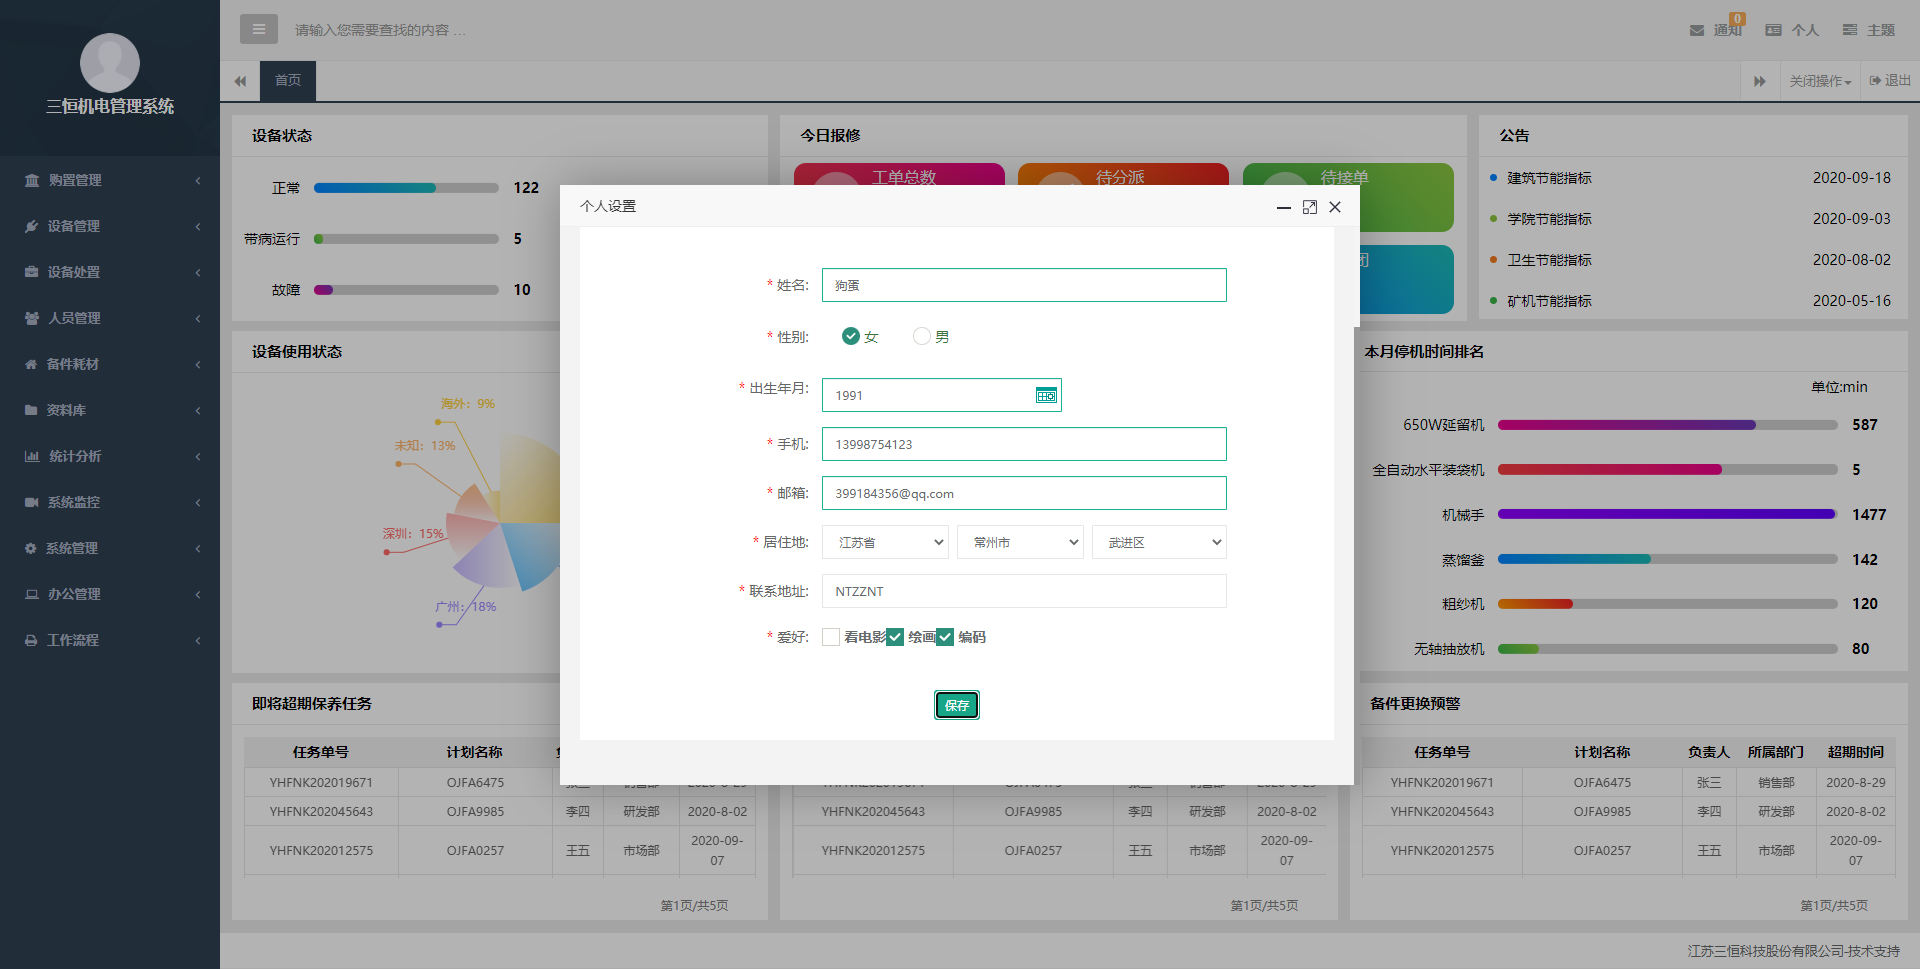 三恒机电管理系统
购置管理
设备管理
设备处置
人员管理
备件耗材
资料库
统计分析
系统监控
系统管理
办公管理
工作流程
请输入您需要查找的内容 …
通知 0
个人
主题
首页
关闭操作
退出
设备状态
正常 122
带病运行 5
故障 10
今日报修
工单总数
待分派
待接单
公告
建筑节能指标 2020-09-18
学院节能指标 2020-09-03
卫生节能指标 2020-08-02
矿机节能指标 2020-05-16
设备使用状态
海外：9%
未知：13%
深圳：15%
广州：18%
个人设置
* 姓名: 狗蛋
* 性别: 女 男
* 出生年月: 1991
* 手机: 13998754123
* 邮箱: 399184356@qq.com
* 居住地: 江苏省 常州市 武进区
* 联系地址: NTZZNT
* 爱好: 看电影 绘画 编码
保存
本月停机时间排名
单位:min
650W延留机 587
全自动水平装袋机 5
机械手 1477
蒸馏釜 142
粗纱机 120
无轴抽放机 80
即将超期保养任务
任务单号 计划名称
YHFNK202019671 OJFA6475 张三 销售部 2020-8-29
YHFNK202045643 OJFA9985 李四 研发部 2020-8-02
YHFNK202012575 OJFA0257 王五 市场部 2020-09-
07
第1页/共5页
YHFNK202019671 OJFA6475 张三 销售部 2020-8-29
YHFNK202045643 OJFA9985 李四 研发部 2020-8-02
YHFNK202012575 OJFA0257 王五 市场部 2020-09-
07
第1页/共5页
备件更换预警
任务单号 计划名称 负责人 所属部门 超期时间
YHFNK202019671 OJFA6475 张三 销售部 2020-8-29
YHFNK202045643 OJFA9985 李四 研发部 2020-8-02
YHFNK202012575 OJFA0257 王五 市场部 2020-09-
07
第1页/共5页
江苏三恒科技股份有限公司-技术支持